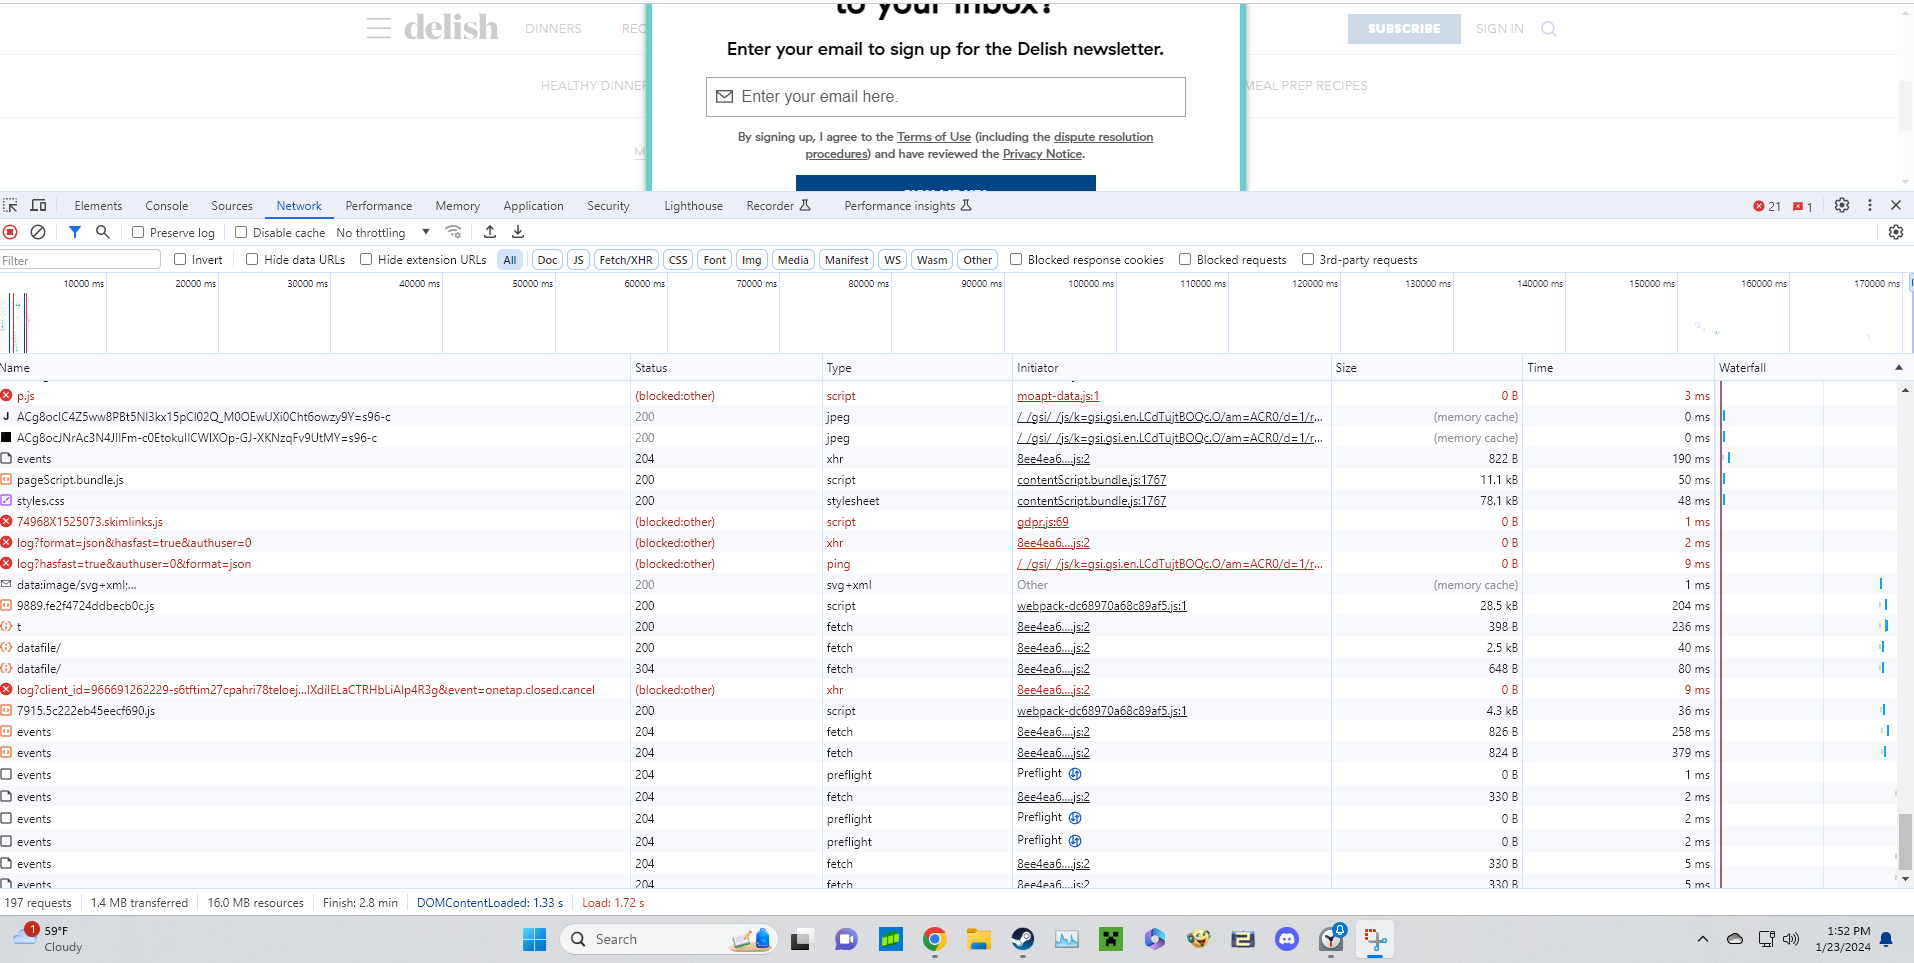 to your inbox?
delish DINNERS REC SUBSCRIBE SIGN IN
Enter your email to sign up for the Delish newsletter.
HEALTHY DINNER MEAL PREP RECIPES
Enter your email here.
By signing up, I agree to the Terms of Use (including the dispute resolution
procedures) and have reviewed the Privacy Notice.
Elements Console Sources Network Performance Memory Application Security Lighthouse Recorder Performance insights 21 1
Preserve log Disable cache No throttling
Filter Invert Hide data URLs Hide extension URLs All Doc JS Fetch/XHR CSS Font Img Media Manifest WS Wasm Other Blocked response cookies Blocked requests 3rd-party requests
10000 ms 20000 ms 30000 ms 40000 ms 50000 ms 60000 ms 70000 ms 80000 ms 90000 ms 100000 ms 110000 ms 120000 ms 130000 ms 140000 ms 150000 ms 160000 ms 170000 ms
Name Status Type Initiator Size Time Waterfall
p.js (blocked:other) script moapt-data.js:1 0 B 3 ms
200 jpeg /_/gsi/_/js/k=gsi.gsi.en.LCdTujtBOQc.O/am=ACR0/d=1/r... (memory cache) 0 ms
200 jpeg /_/gsi/_/js/k=gsi.gsi.en.LCdTujtBOQc.O/am=ACR0/d=1/r... (memory cache) 0 ms
events 204 xhr 8ee4ea6....js:2 822 B 190 ms
pageScript.bundle.js 200 script contentScript.bundle.js:1767 11.1 kB 50 ms
styles.css 200 stylesheet contentScript.bundle.js:1767 78.1 kB 48 ms
74968X1525073.skimlinks.js (blocked:other) script gdpr.js:69 0 B 1 ms
log?format=json&hasfast=true&authuser=0 (blocked:other) xhr 8ee4ea6....js:2 0 B 2 ms
log?hasfast=true&authuser=0&format=json (blocked:other) ping /_/gsi/_/js/k=gsi.gsi.en.LCdTujtBOQc.O/am=ACR0/d=1/r... 0 B 9 ms
data:image/svg+xml;... 200 svg+xml Other (memory cache) 1 ms
9889.fe2f4724ddbecb0c.js 200 script webpack-dc68970a68c89af5.js:1 28.5 kB 204 ms
t 200 fetch 8ee4ea6....js:2 398 B 236 ms
datafile/ 200 fetch 8ee4ea6....js:2 2.5 kB 40 ms
datafile/ 304 fetch 8ee4ea6....js:2 648 B 80 ms
(blocked:other) xhr 8ee4ea6....js:2 0 B 9 ms
7915.5c222eb45eecf690.js 200 script webpack-dc68970a68c89af5.js:1 4.3 kB 36 ms
events 204 fetch 8ee4ea6....js:2 826 B 258 ms
events 204 fetch 8ee4ea6....js:2 824 B 379 ms
events 204 preflight Preflight 0 B 1 ms
events 204 fetch 8ee4ea6....js:2 330 B 2 ms
events 204 preflight Preflight 0 B 2 ms
events 204 preflight Preflight 0 B 2 ms
events 204 fetch 8ee4ea6....js:2 330 B 5 ms
events 204 fetch 8ee4ea6....js:2 330 B 5 ms
197 requests 1.4 MB transferred 16.0 MB resources Finish: 2.8 min DOMContentLoaded: 1.33 s Load: 1.72 s
1 59°F Search 1:52 PM
Cloudy 1/23/2024